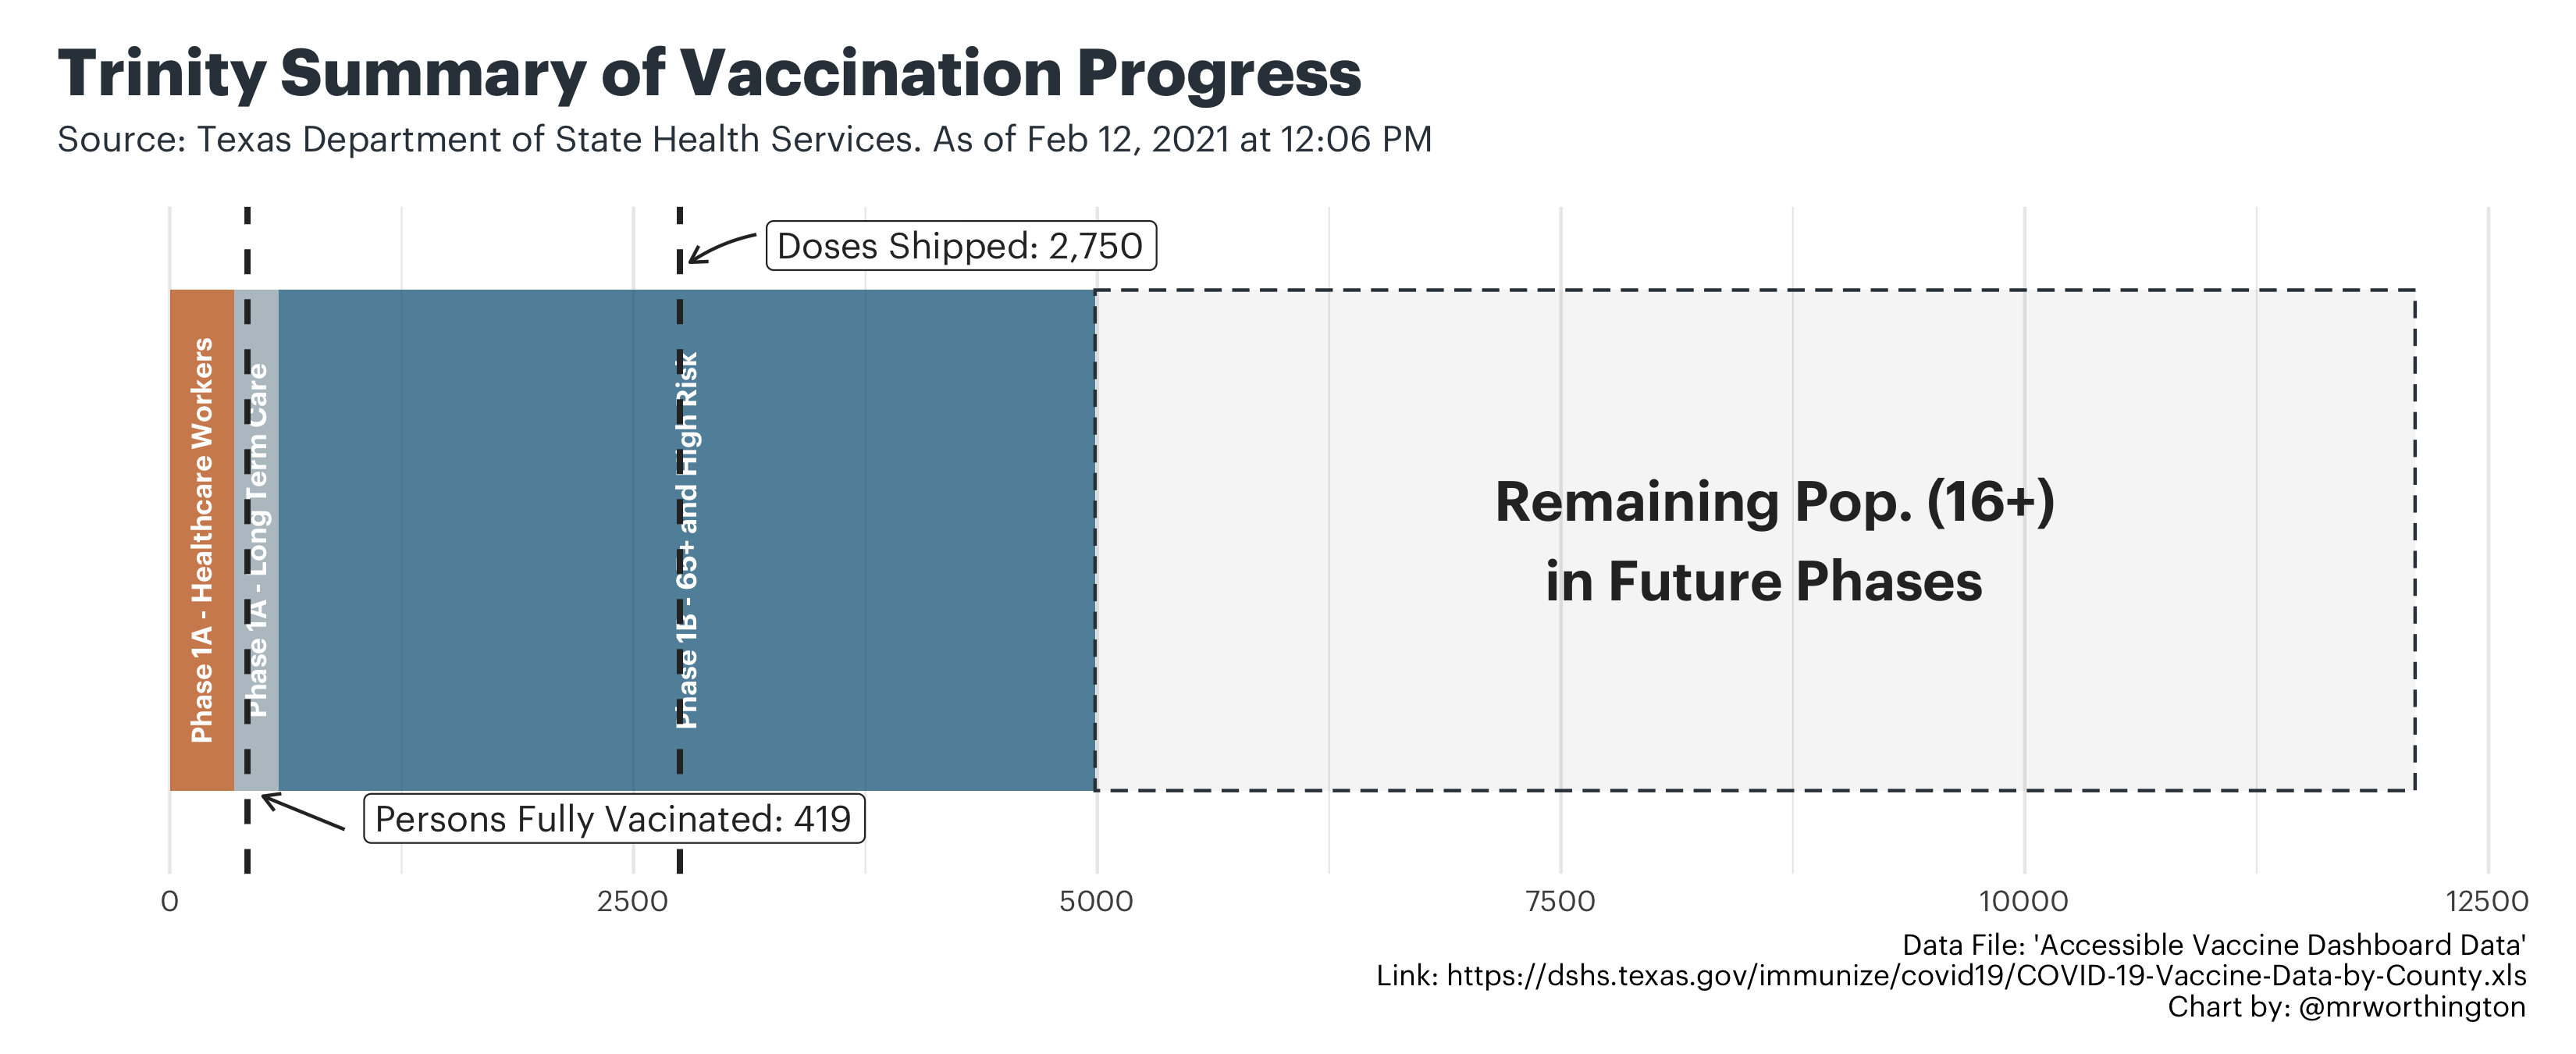 Trinity Summary of Vaccination Progress
Source: Texas Department of State Health Services. As of Feb 12, 2021 at 12:06 PM
Doses Shipped: 2,750
Phase 1A - Healthcare Workers
Phase 1A - Long Term Care
Phase 1B - 65+ and High Risk
Remaining Pop. (16+)
in Future Phases
Persons Fully Vacinated: 419
0 2500 5000 7500 10000 12500
Data File: 'Accessible Vaccine Dashboard Data'
Link: https://dshs.texas.gov/immunize/covid19/COVID-19-Vaccine-Data-by-County.xls
Chart by: @mrworthington